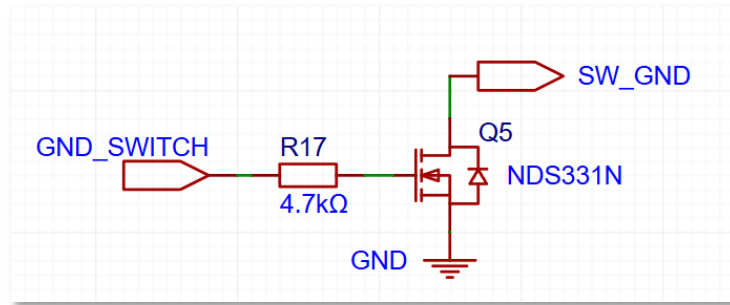 SW_GND
Q5
GND_SWITCH
R17
NDS331N
4.7kΩ
GND